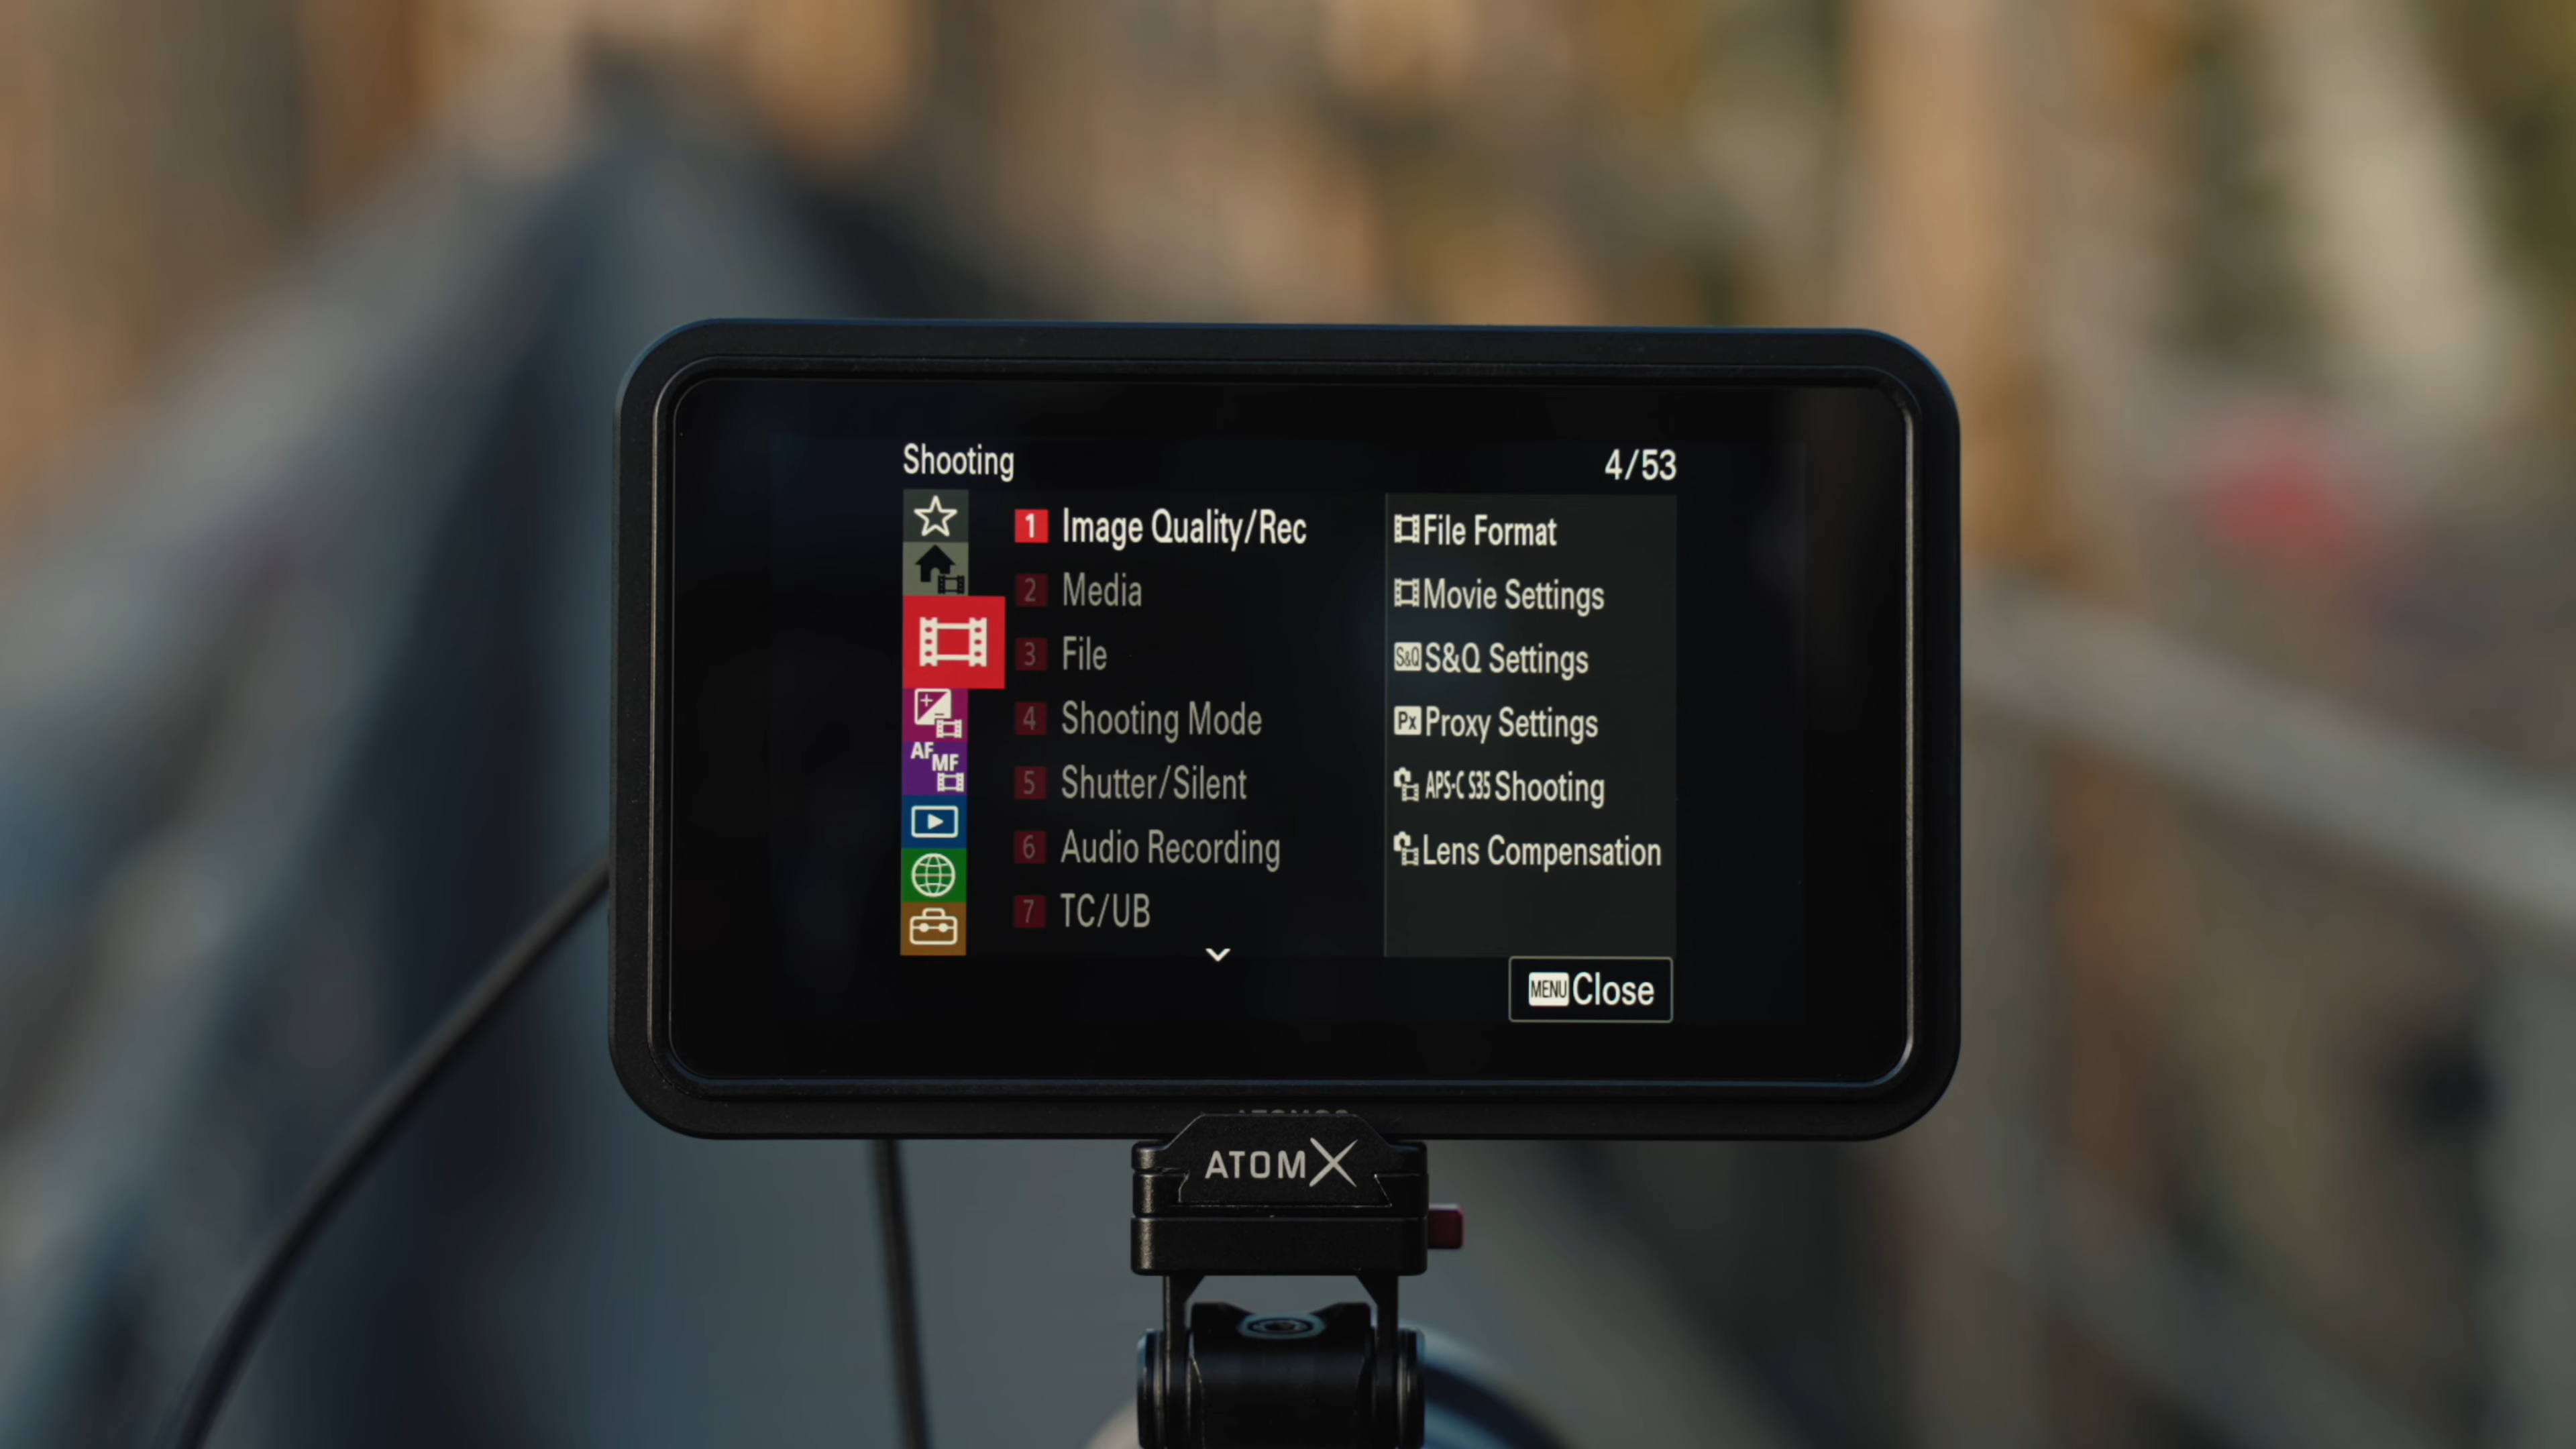 Shooting
4/53
1 Image Quality/Rec
2 Media
3 File
4 Shooting Mode
5 Shutter/Silent
6 Audio Recording
7 TC/UB
AF MF
File Format
Movie Settings
S&Q S&Q Settings
Px Proxy Settings
APS-C S35 Shooting
Lens Compensation
MENU Close
ATOMX